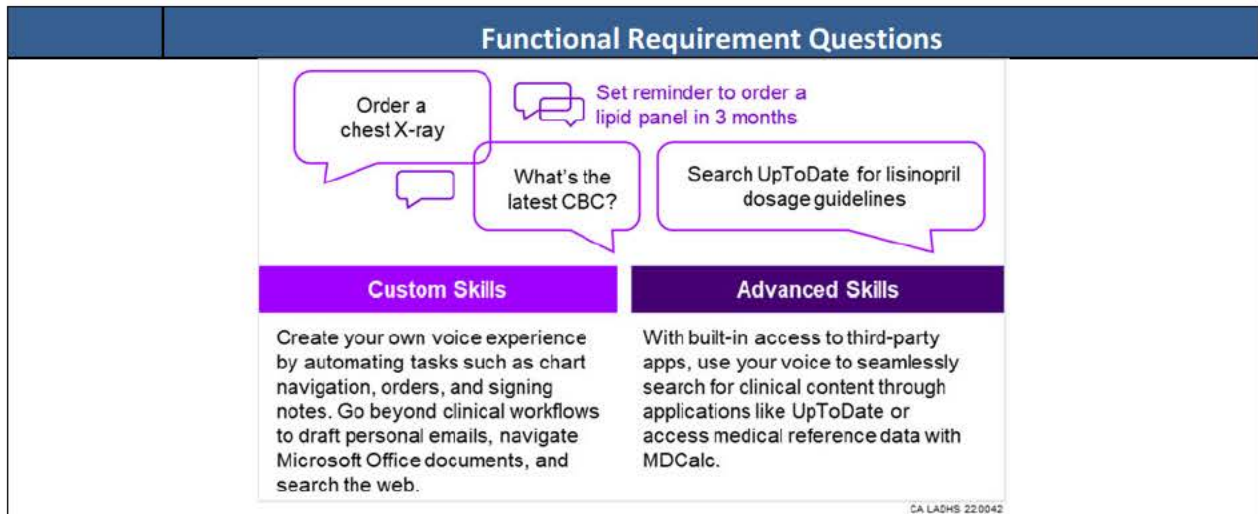 Functional Requirement Questions
Order a
chest X-ray
Set reminder to order a
lipid panel in 3 months
What's the
latest CBC?
Search UpToDate for lisinopril
dosage guidelines
Custom Skills
Create your own voice experience
by automating tasks such as chart
navigation, orders, and signing
notes. Go beyond clinical workflows
to draft personal emails, navigate
Microsoft Office documents, and
search the web.
Advanced Skills
With built-in access to third-party
apps, use your voice to seamlessly
search for clinical content through
applications like UpToDate or
access medical reference data with
MDCalc.
CA LADHS 22.0042